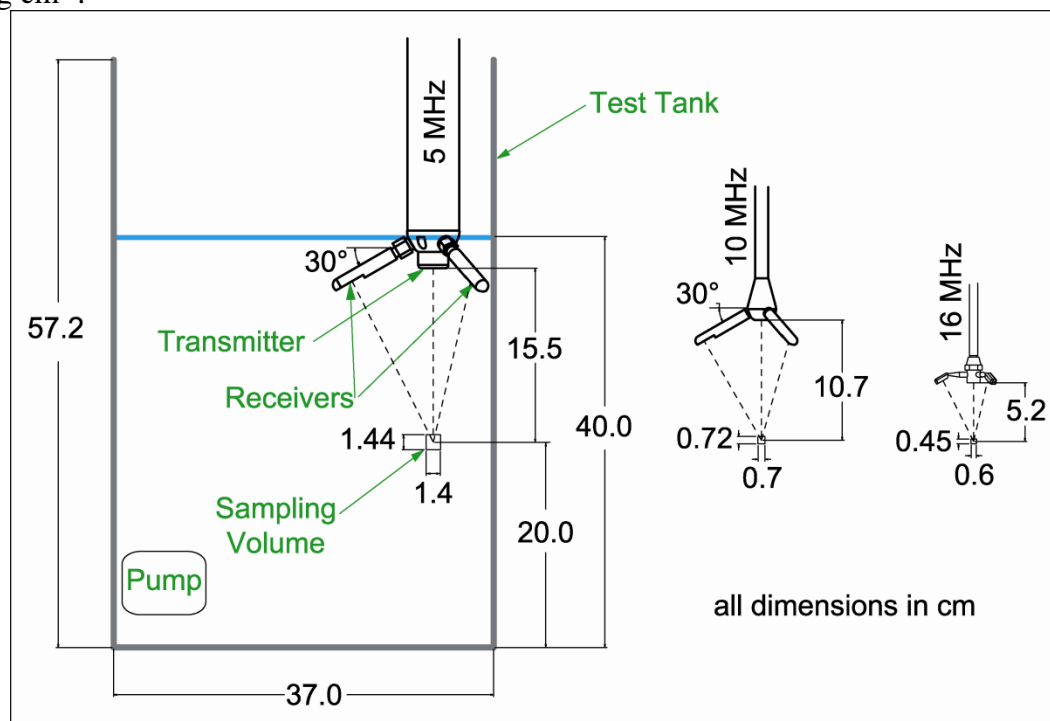 g cm
5 MHz
Test Tank
10 MHz
16 MHz
30°
30°
57.2
Transmitter
15.5
10.7
5.2
Receivers
40.0
1.44
0.72
0.45
1.4
0.7
0.6
Sampling
Volume
20.0
Pump
all dimensions in cm
37.0